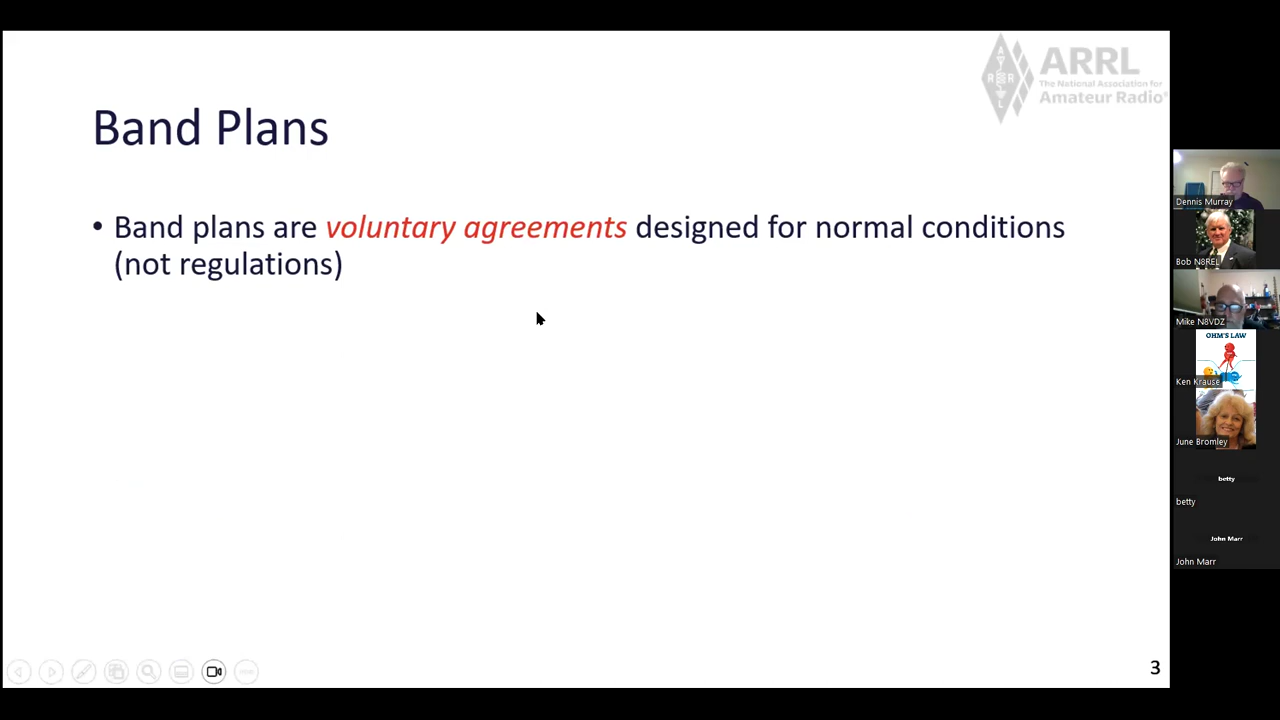 ARRL
The National Association for
Amateur Radio®
Band Plans
• Band plans are voluntary agreements designed for normal conditions
(not regulations)
3
Dennis Murray
Bob N8REL
Mike N8VDZ
OHM'S LAW
Ken Krause
June Bromley
betty
betty
John Marr
John Marr